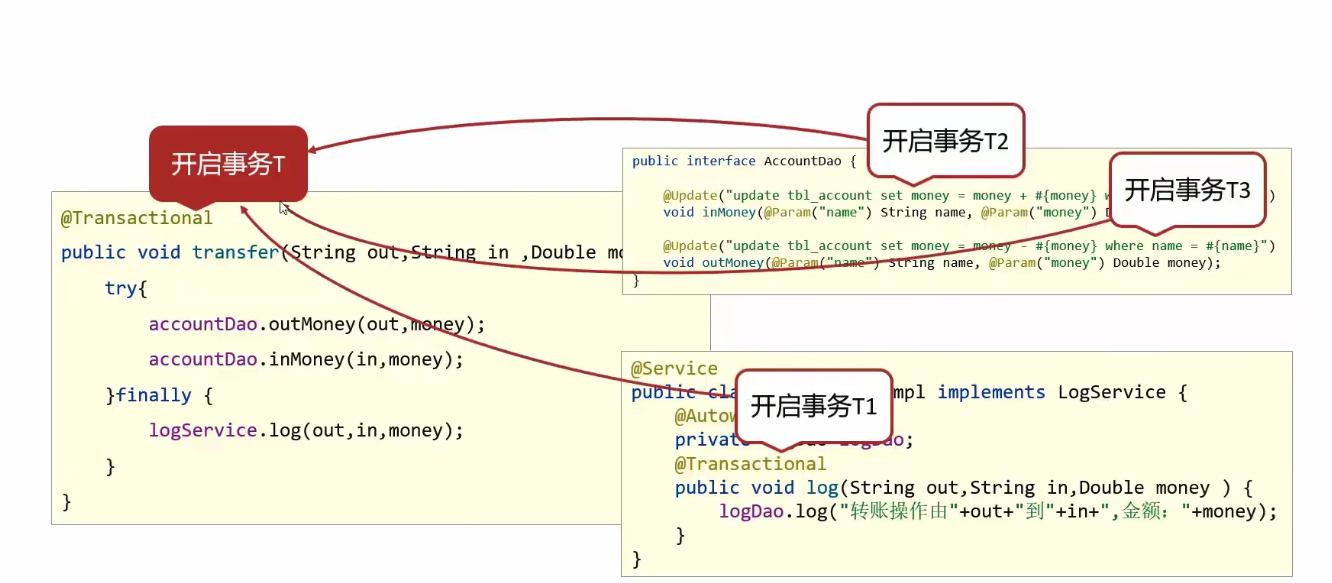 开启事务T
@Transactional
public void transfer(String out,String in ,Double mo
try{
accountDao.outMoney(out,money);
accountDao.inMoney(in,money);
}finally {
logService.log(out,in,money);
}
}
开启事务T2
开启事务T3
public interface AccountDao {
@Update("update tbl_account set money = money + #{money} w )
void inMoney(@Param("name") String name, @Param("money") D
@Update("update tbl_account set money = money - #{money} where name = #{name}")
void outMoney(@Param("name") String name, @Param("money") Double money);
}
开启事务T1
@Service
public cla mpl implements LogService {
@Autow
private logDao;
@Transactional
public void log(String out,String in,Double money ) {
logDao.log("转账操作由"+out+"到"+in+",金额："+money);
}
}